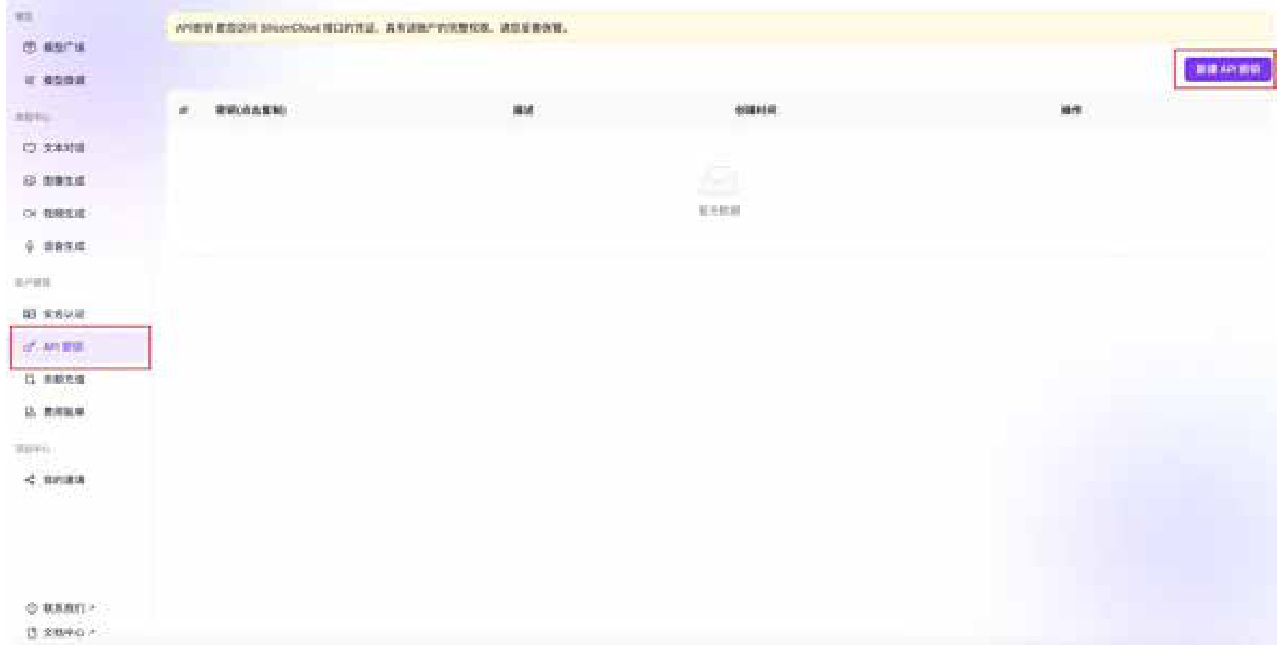 模型
模型广场
模型微调
体验中心
文本对话
图像生成
视频生成
语音生成
账户管理
实名认证
API 密钥
余额充值
费用账单
联系我们
文档中心
我的邀请
API密钥 是您访问 SiliconCloud 接口的凭证，具有该账户的完整权限，请您妥善保管。
新建 API 密钥
# 密钥(点击复制) 描述 创建时间 操作
暂无数据